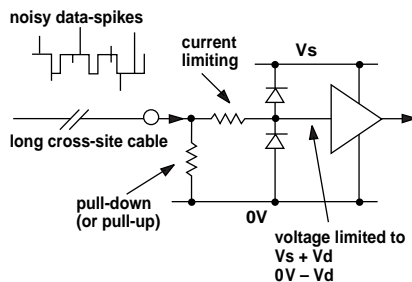 noisy data-spikes
current
limiting
Vs
long cross-site cable
pull-down
(or pull-up)
0V
voltage limited to
Vs + Vd
0V – Vd